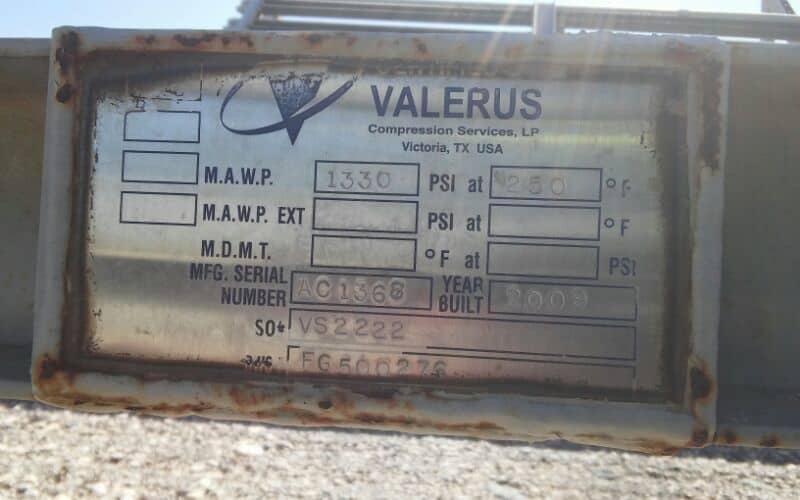 VALERUS
Compression Services, LP
Victoria, TX USA
M.A.W.P. 1330 PSI at 250 °F
M.A.W.P. EXT PSI at °F
M.D.M.T. °F at PSI
MFG. SERIAL NUMBER AC1368 YEAR BUILT 2009
SO# VS2222
FG500276